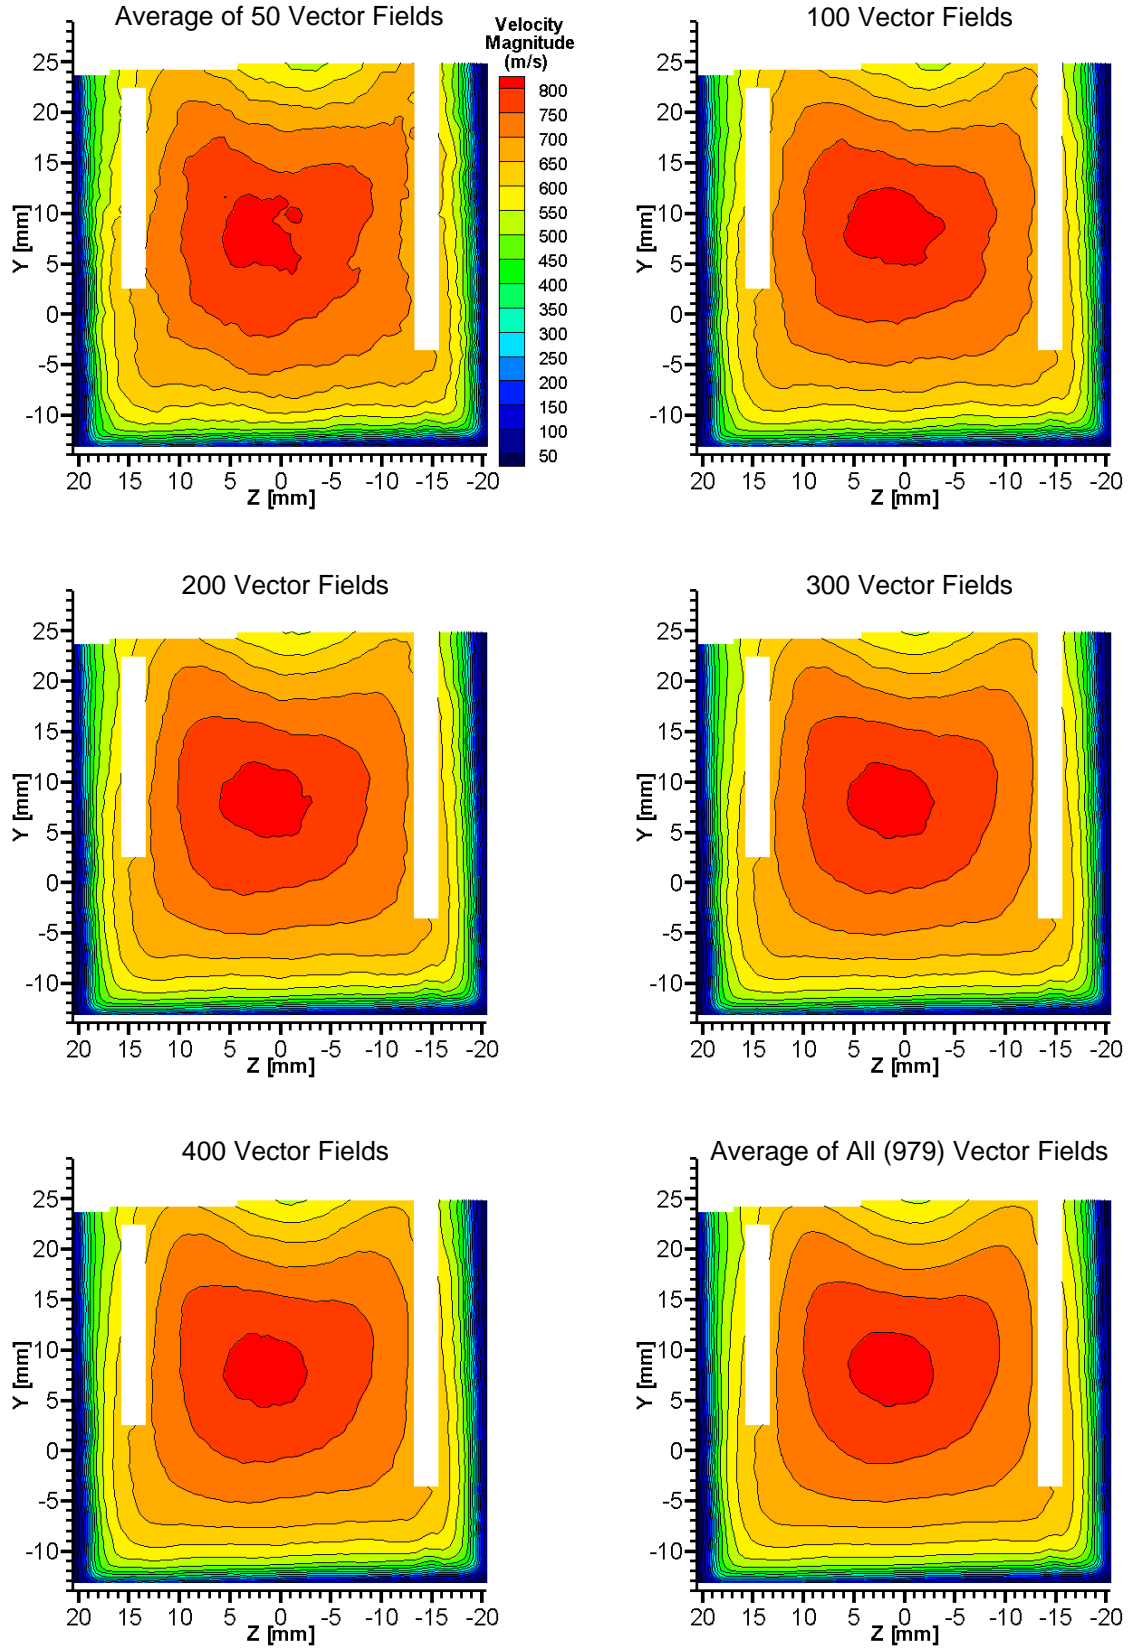 Average of 50 Vector Fields
Velocity
Magnitude
(m/s)
800
750
700
650
600
550
500
450
400
350
300
250
200
150
100
50
25
20
15
10
5
0
-5
-10
Y [mm]
20 15 10 5 0 -5 -10 -15 -20
Z [mm]
100 Vector Fields
25
20
15
10
5
0
-5
-10
Y [mm]
20 15 10 5 0 -5 -10 -15 -20
Z [mm]
200 Vector Fields
25
20
15
10
5
0
-5
-10
Y [mm]
20 15 10 5 0 -5 -10 -15 -20
Z [mm]
300 Vector Fields
25
20
15
10
5
0
-5
-10
Y [mm]
20 15 10 5 0 -5 -10 -15 -20
Z [mm]
400 Vector Fields
25
20
15
10
5
0
-5
-10
Y [mm]
20 15 10 5 0 -5 -10 -15 -20
Z [mm]
Average of All (979) Vector Fields
25
20
15
10
5
0
-5
-10
Y [mm]
20 15 10 5 0 -5 -10 -15 -20
Z [mm]